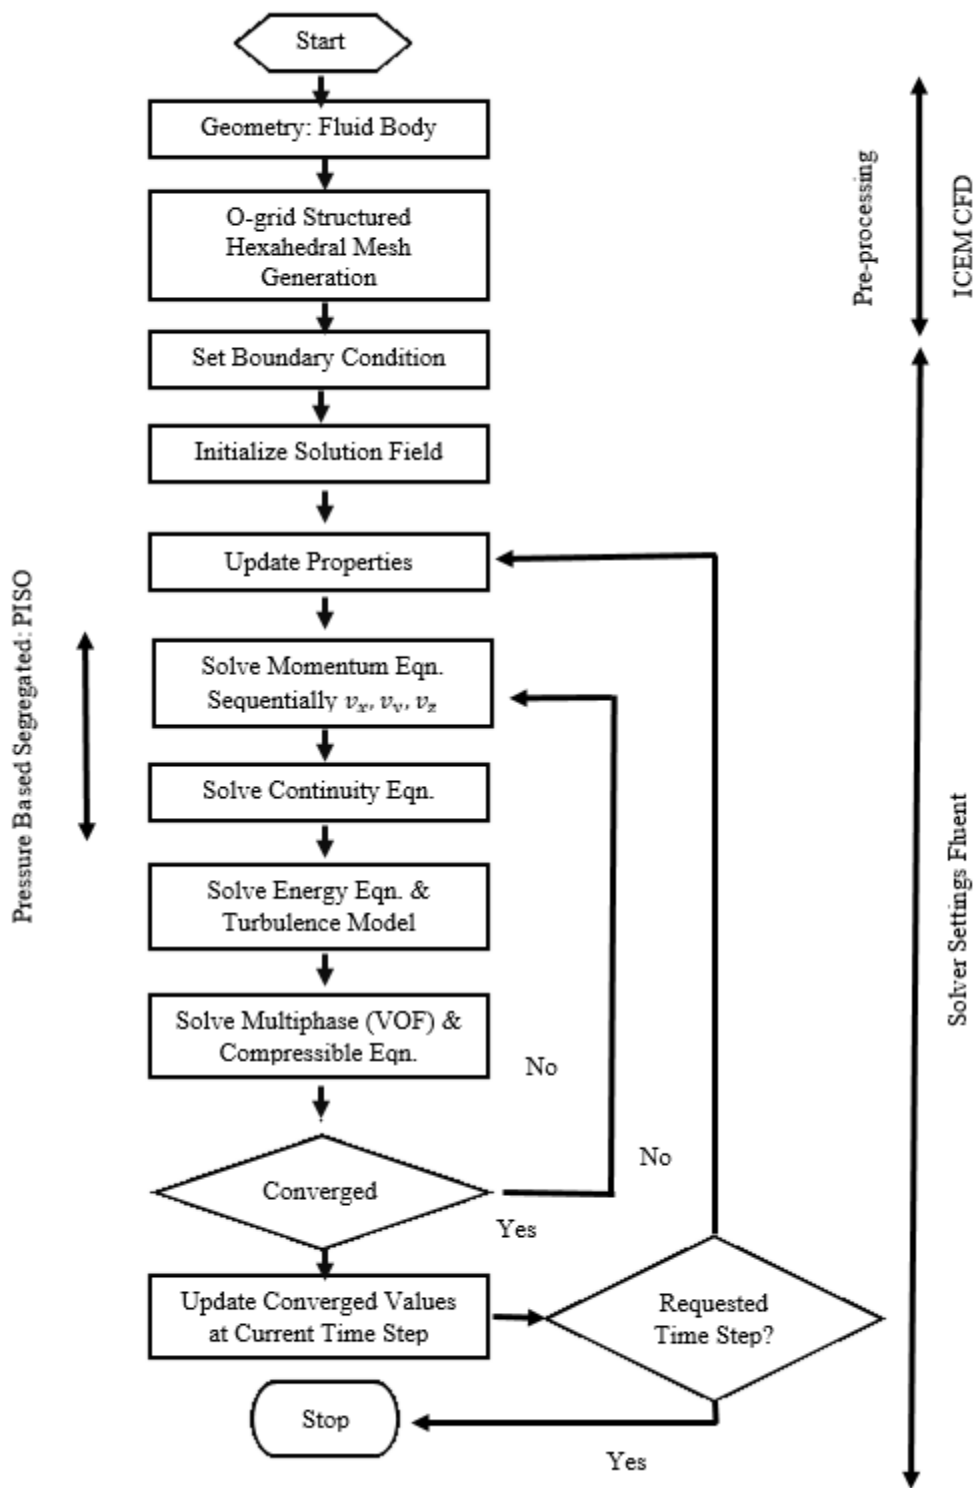 Start
Geometry: Fluid Body
O-grid Structured
Hexahedral Mesh
Generation
Set Boundary Condition
Initialize Solution Field
Update Properties
Solve Momentum Eqn.
Sequentially vₓ, vᵥ, v_z
Solve Continuity Eqn.
Solve Energy Eqn. &
Turbulence Model
Solve Multiphase (VOF) &
Compressible Eqn.
No
No
Converged
Yes
Update Converged Values
at Current Time Step
Requested
Time Step?
Stop
Yes
Pressure Based Segregated: PISO
Pre-processing
ICEM CFD
Solver Settings Fluent